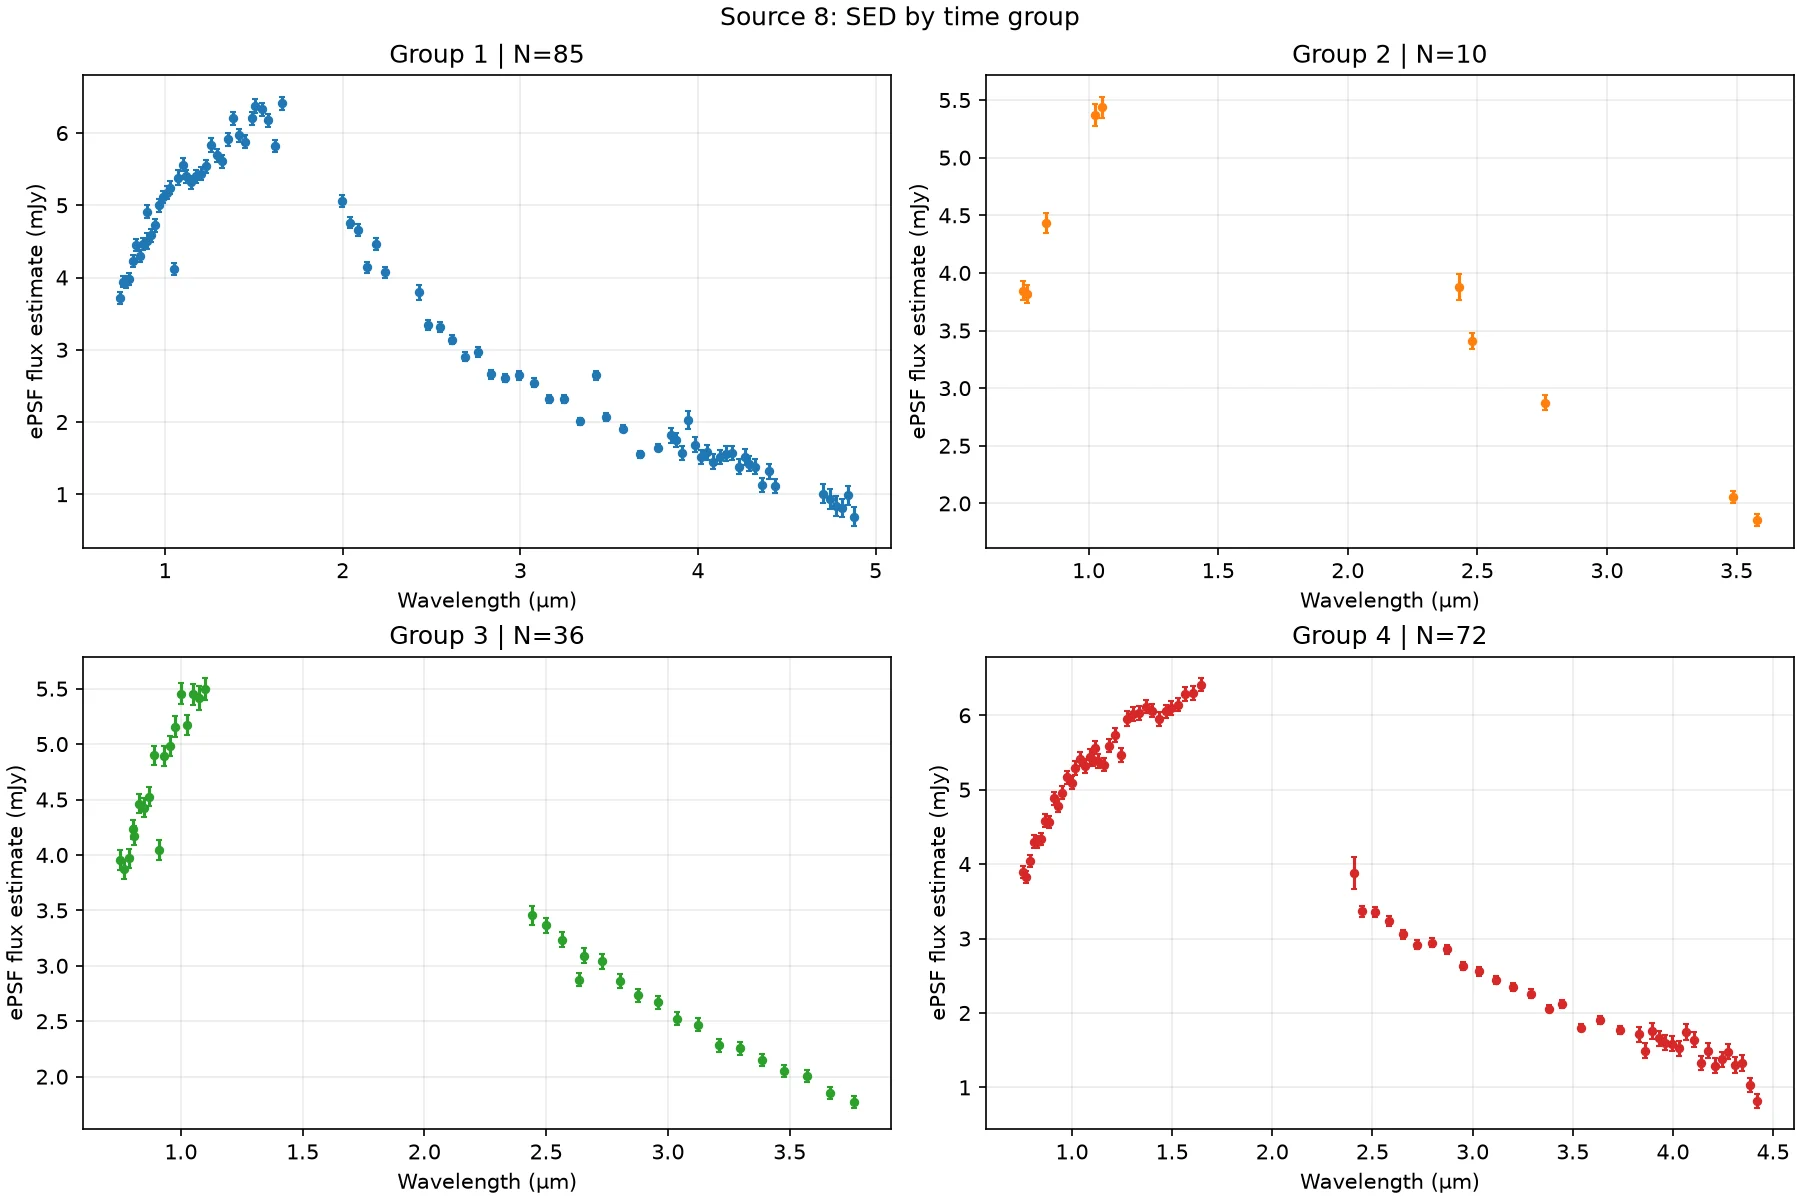 Source 8: SED by time group
Group 1 | N=85
ePSF flux estimate (mJy)
6
5
4
3
2
1
1 2 3 4 5
Wavelength (µm)
Group 2 | N=10
ePSF flux estimate (mJy)
5.5
5.0
4.5
4.0
3.5
3.0
2.5
2.0
1.0 1.5 2.0 2.5 3.0 3.5
Wavelength (µm)
Group 3 | N=36
ePSF flux estimate (mJy)
5.5
5.0
4.5
4.0
3.5
3.0
2.5
2.0
1.0 1.5 2.0 2.5 3.0 3.5
Wavelength (µm)
Group 4 | N=72
ePSF flux estimate (mJy)
6
5
4
3
2
1
1.0 1.5 2.0 2.5 3.0 3.5 4.0 4.5
Wavelength (µm)